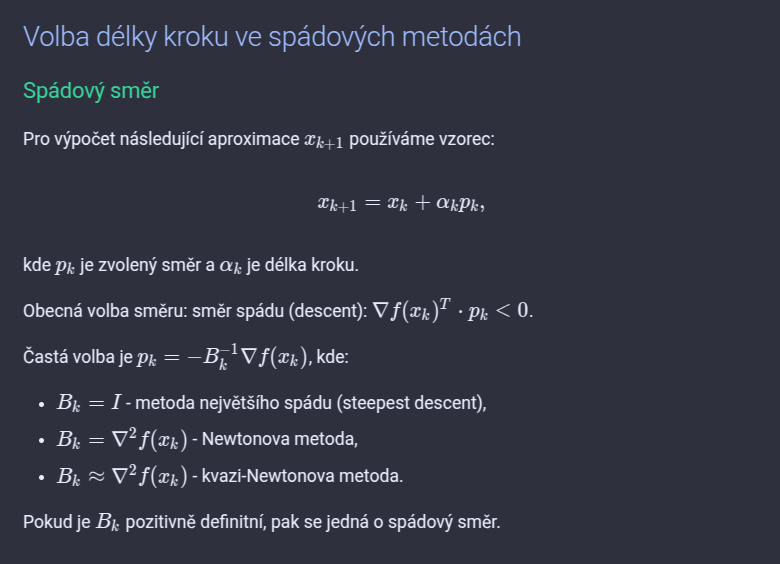 Volba délky kroku ve spádových metodách
Spádový směr
Pro výpočet následující aproximace $x_{k+1}$ používáme vzorec:
$x_{k+1} = x_k + \alpha_k p_k,$
kde $p_k$ je zvolený směr a $\alpha_k$ je délka kroku.
Obecná volba směru: směr spádu (descent): $\nabla f(x_k)^T \cdot p_k < 0$.
Častá volba je $p_k = -B_k^{-1} \nabla f(x_k)$, kde:
• $B_k = I$ - metoda největšího spádu (steepest descent),
• $B_k = \nabla^2 f(x_k)$ - Newtonova metoda,
• $B_k \approx \nabla^2 f(x_k)$ - kvazi-Newtonova metoda.
Pokud je $B_k$ pozitivně definitní, pak se jedná o spádový směr.